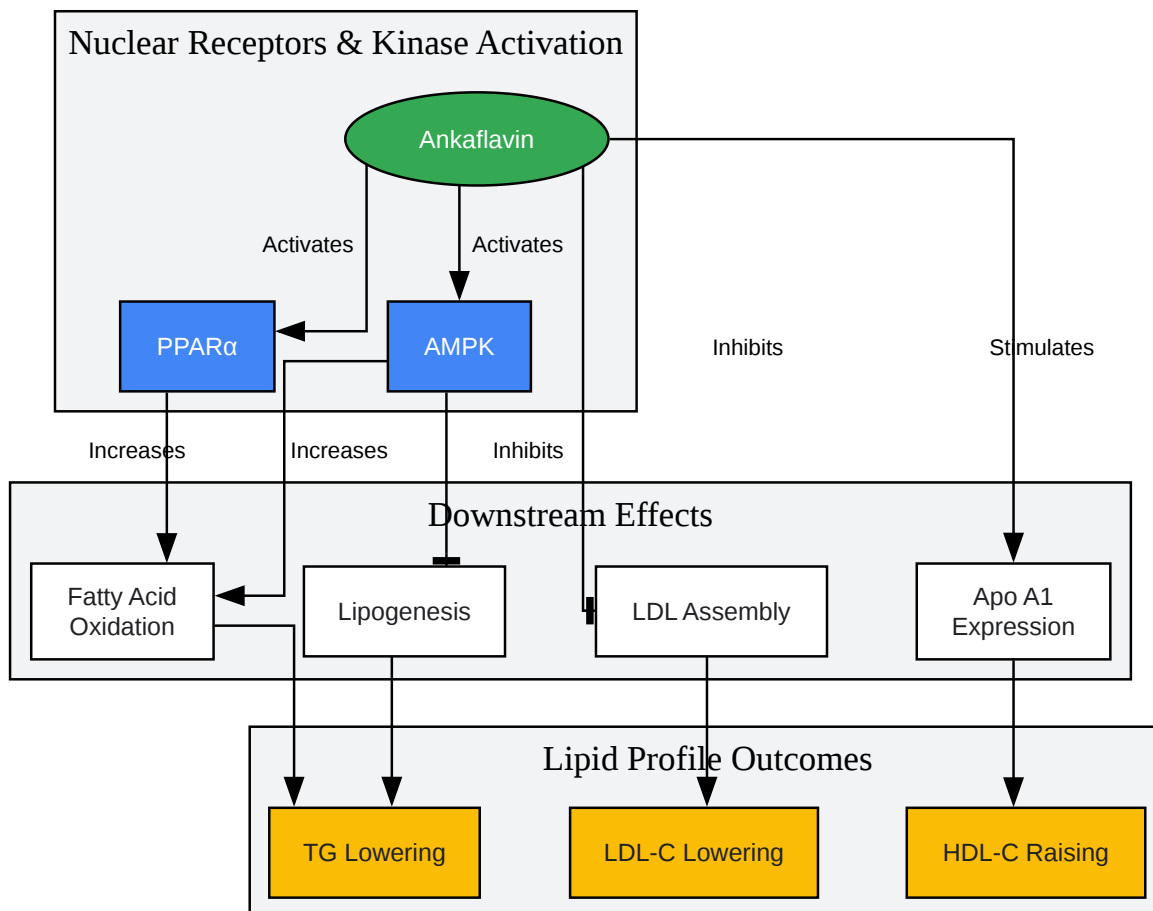 Nuclear Receptors & Kinase Activation
Ankaflavin
Activates
Activates
PPARα
AMPK
Inhibits
Stimulates
Increases
Increases
Inhibits
Downstream Effects
Fatty Acid
Oxidation
Lipogenesis
LDL Assembly
Apo A1
Expression
Lipid Profile Outcomes
TG Lowering
LDL-C Lowering
HDL-C Raising